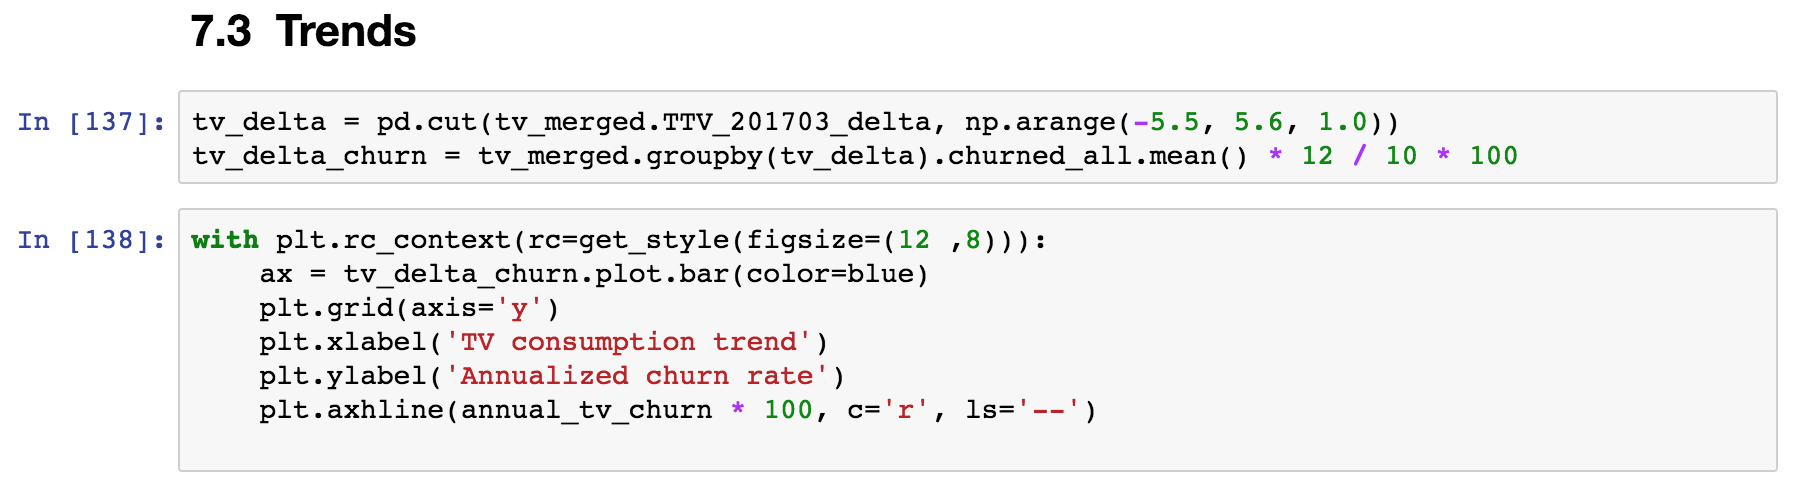 7.3 Trends
In [137]: tv_delta = pd.cut(tv_merged.TTV_201703_delta, np.arange(-5.5, 5.6, 1.0))
tv_delta_churn = tv_merged.groupby(tv_delta).churned_all.mean() * 12 / 10 * 100
In [138]: with plt.rc_context(rc=get_style(figsize=(12 ,8))):
    ax = tv_delta_churn.plot.bar(color=blue)
    plt.grid(axis='y')
    plt.xlabel('TV consumption trend')
    plt.ylabel('Annualized churn rate')
    plt.axhline(annual_tv_churn * 100, c='r', ls='--')